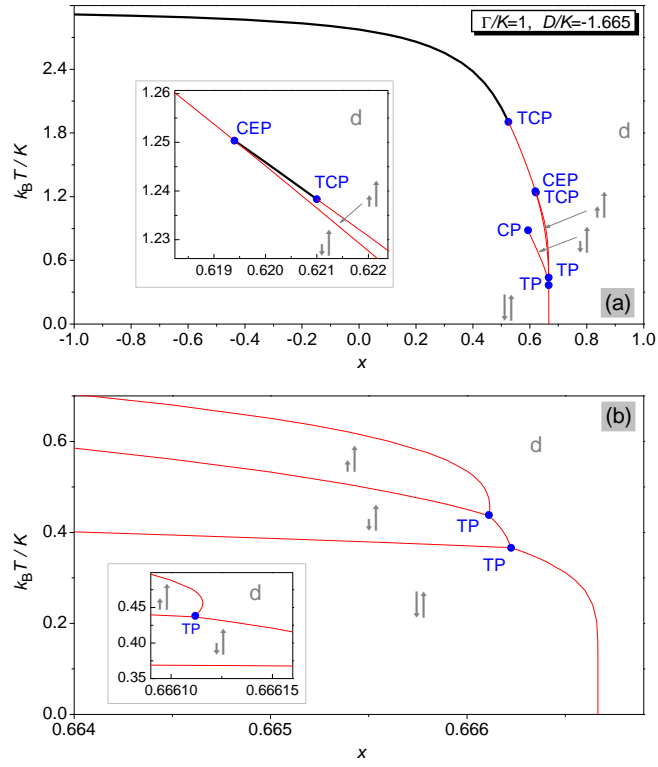 Γ/K=1, D/K=-1.665
k_B T / K
2.4
1.8
1.2
0.6
0.0
-1.0 -0.8 -0.6 -0.4 -0.2 0.0 0.2 0.4 0.6 0.8 1.0
x
TCP
d
CEP
TCP
CP
TP
TP
(a)
1.26
1.25
1.24
1.23
0.619 0.620 0.621 0.622
CEP
TCP
d
(b)
k_B T / K
0.6
0.4
0.2
0.0
0.664 0.665 0.666
x
d
TP
TP
0.45
0.40
0.35
0.66610 0.66615
d
TP